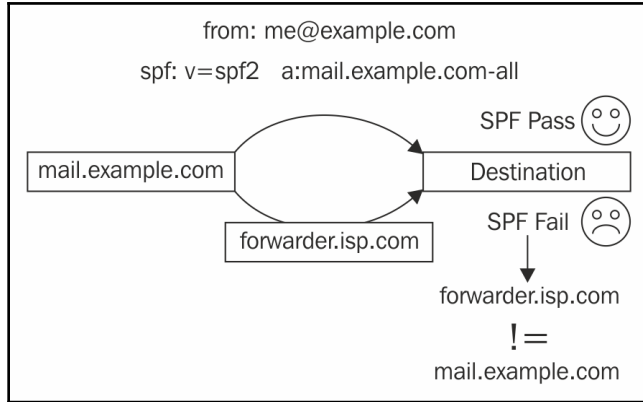 from: me@example.com
spf: v=spf2 a:mail.example.com-all
SPF Pass
mail.example.com
Destination
forwarder.isp.com
SPF Fail
forwarder.isp.com
!=
mail.example.com